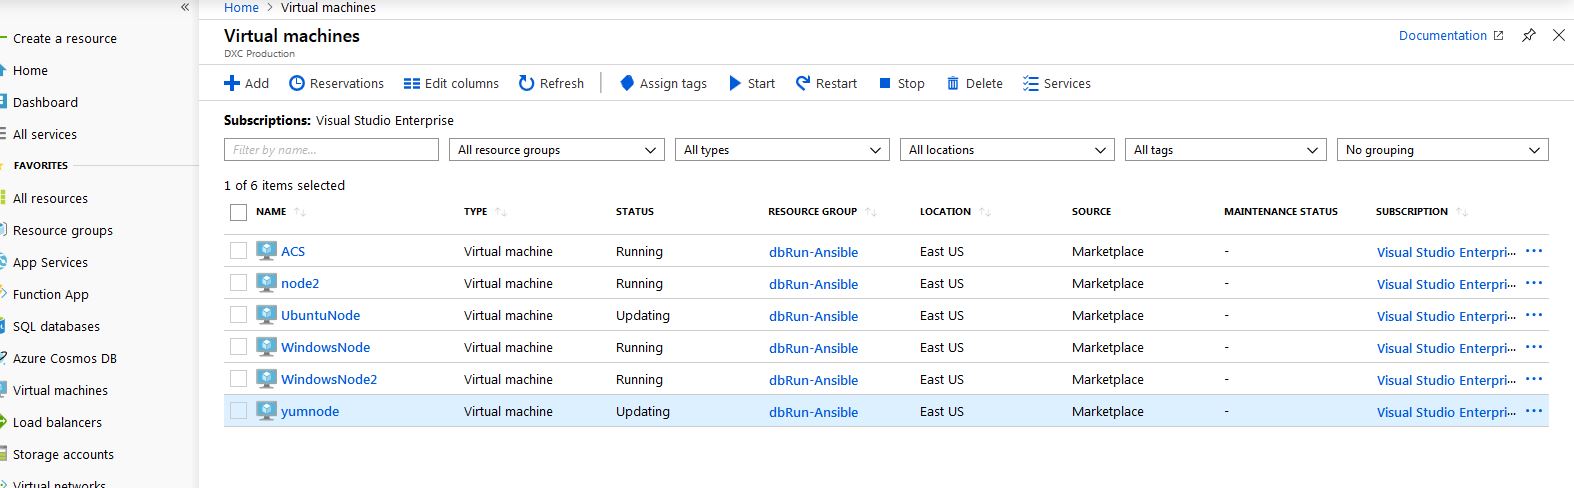 «
Create a resource
Home
Dashboard
All services
FAVORITES
All resources
Resource groups
App Services
Function App
SQL databases
Azure Cosmos DB
Virtual machines
Load balancers
Storage accounts
Virtual networks
Home > Virtual machines
Virtual machines
DXC Production
Documentation
Add Reservations Edit columns Refresh Assign tags Start Restart Stop Delete Services
Subscriptions: Visual Studio Enterprise
Filter by name... All resource groups All types All locations All tags No grouping
1 of 6 items selected
NAME TYPE STATUS RESOURCE GROUP LOCATION SOURCE MAINTENANCE STATUS SUBSCRIPTION
ACS Virtual machine Running dbRun-Ansible East US Marketplace - Visual Studio Enterpri... ...
node2 Virtual machine Running dbRun-Ansible East US Marketplace - Visual Studio Enterpri... ...
UbuntuNode Virtual machine Updating dbRun-Ansible East US Marketplace - Visual Studio Enterpri... ...
WindowsNode Virtual machine Running dbRun-Ansible East US Marketplace - Visual Studio Enterpri... ...
WindowsNode2 Virtual machine Running dbRun-Ansible East US Marketplace - Visual Studio Enterpri... ...
yumnode Virtual machine Updating dbRun-Ansible East US Marketplace - Visual Studio Enterpri... ...